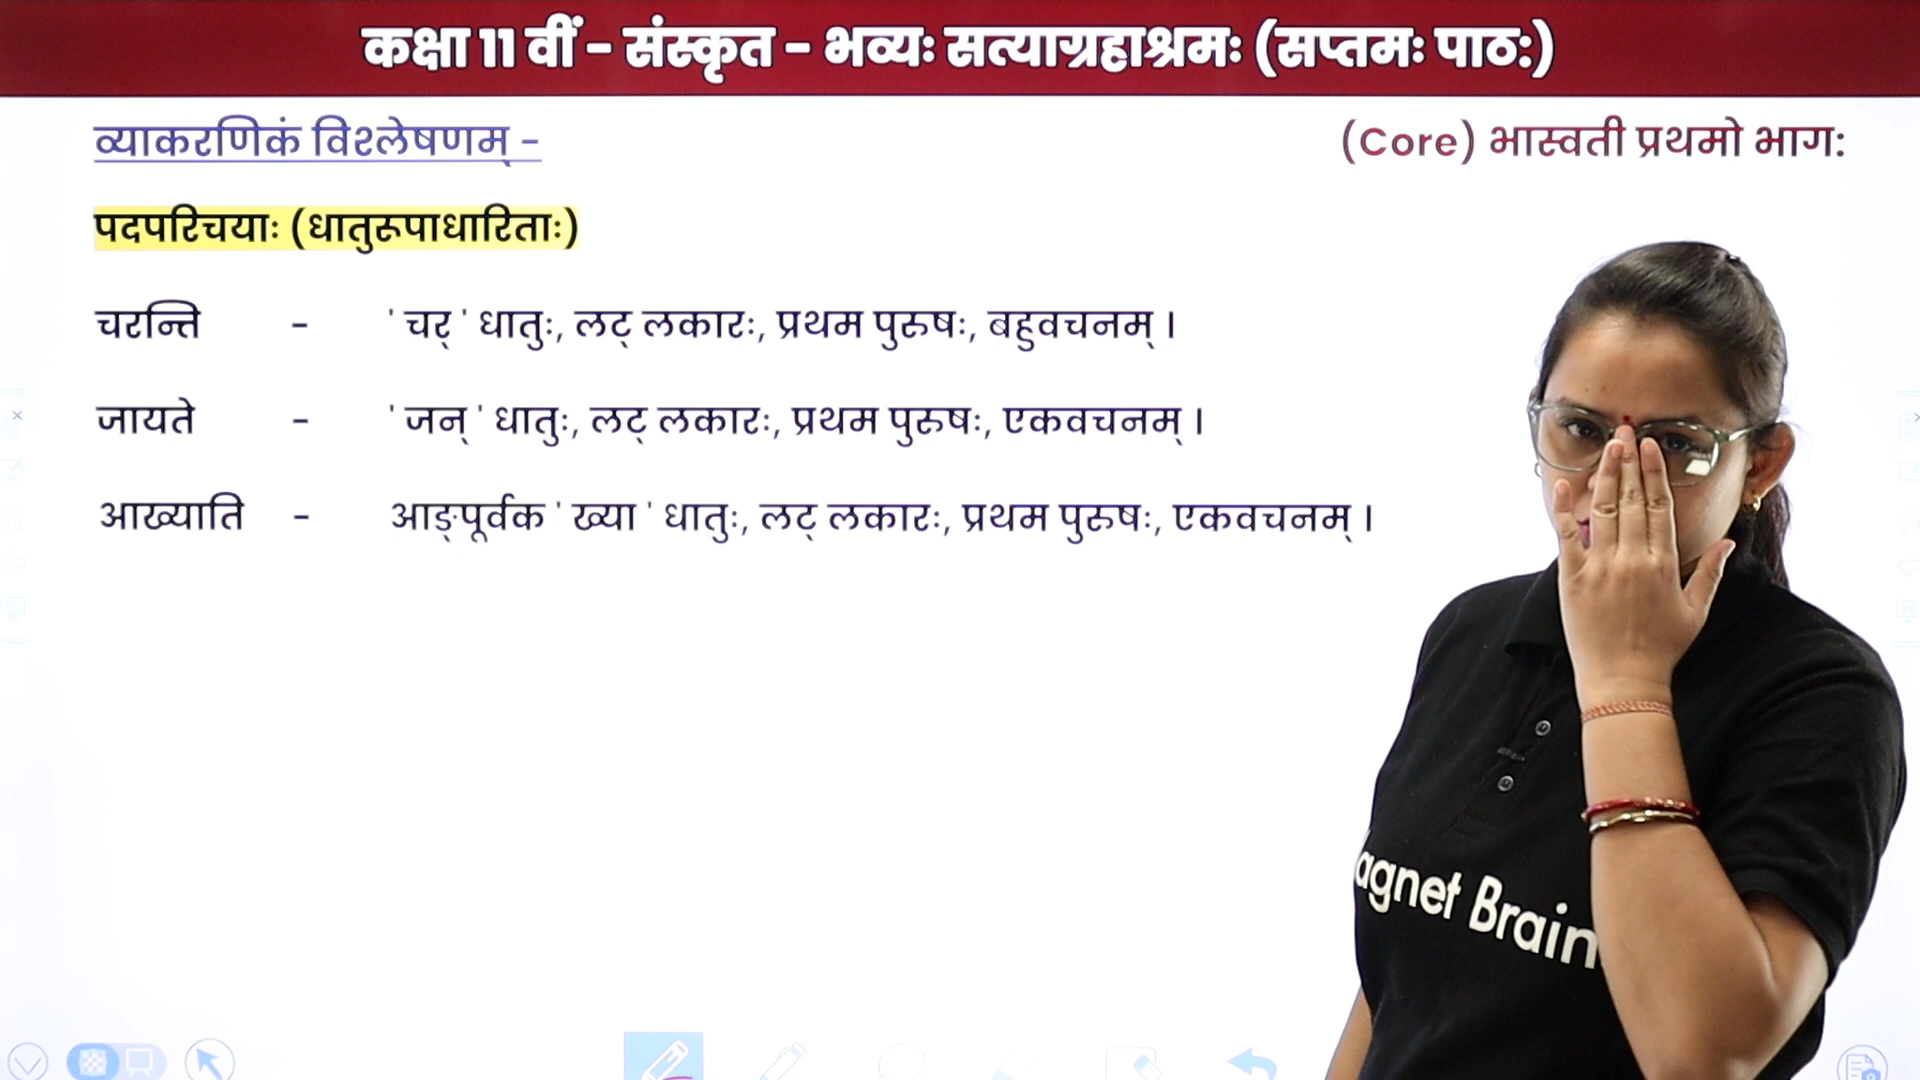 कक्षा 11 वीं - संस्कृत - भव्यः सत्याग्रहाश्रमः (सप्तमः पाठः)
व्याकरणिकं विश्लेषणम् -
(Core) भास्वती प्रथमो भागः
पदपरिचयाः (धातुरूपाधारिताः)
चरन्ति - ' चर् ' धातुः, लट् लकारः, प्रथम पुरुषः, बहुवचनम् ।
जायते - ' जन् ' धातुः, लट् लकारः, प्रथम पुरुषः, एकवचनम् ।
आख्याति - आङ्पूर्वक ' ख्या ' धातुः, लट् लकारः, प्रथम पुरुषः, एकवचनम् ।
agnet Brain